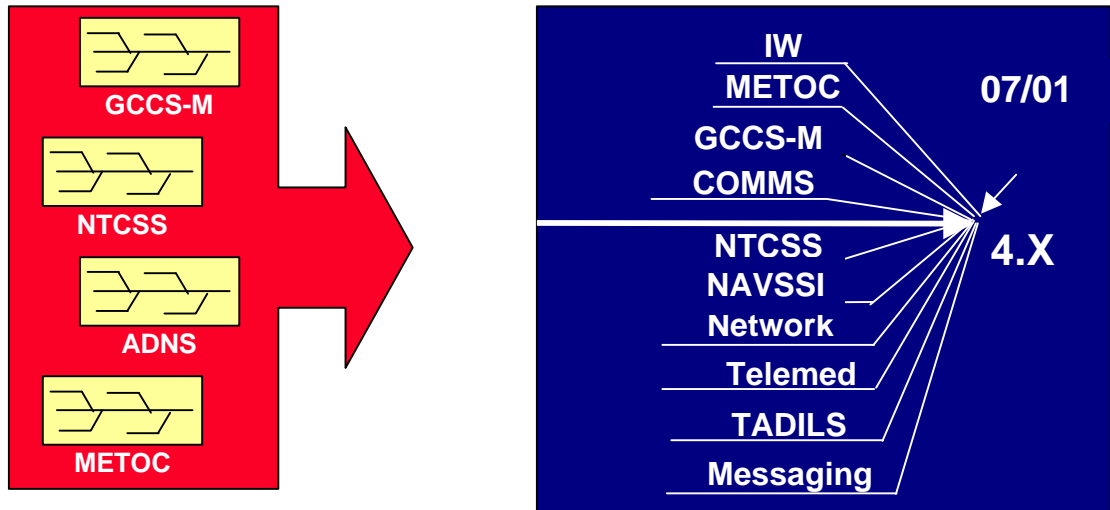 GCCS-M
NTCSS
ADNS
METOC
IW
METOC
07/01
GCCS-M
COMMS
NTCSS
4.X
NAVSSI
Network
Telemed
TADILS
Messaging